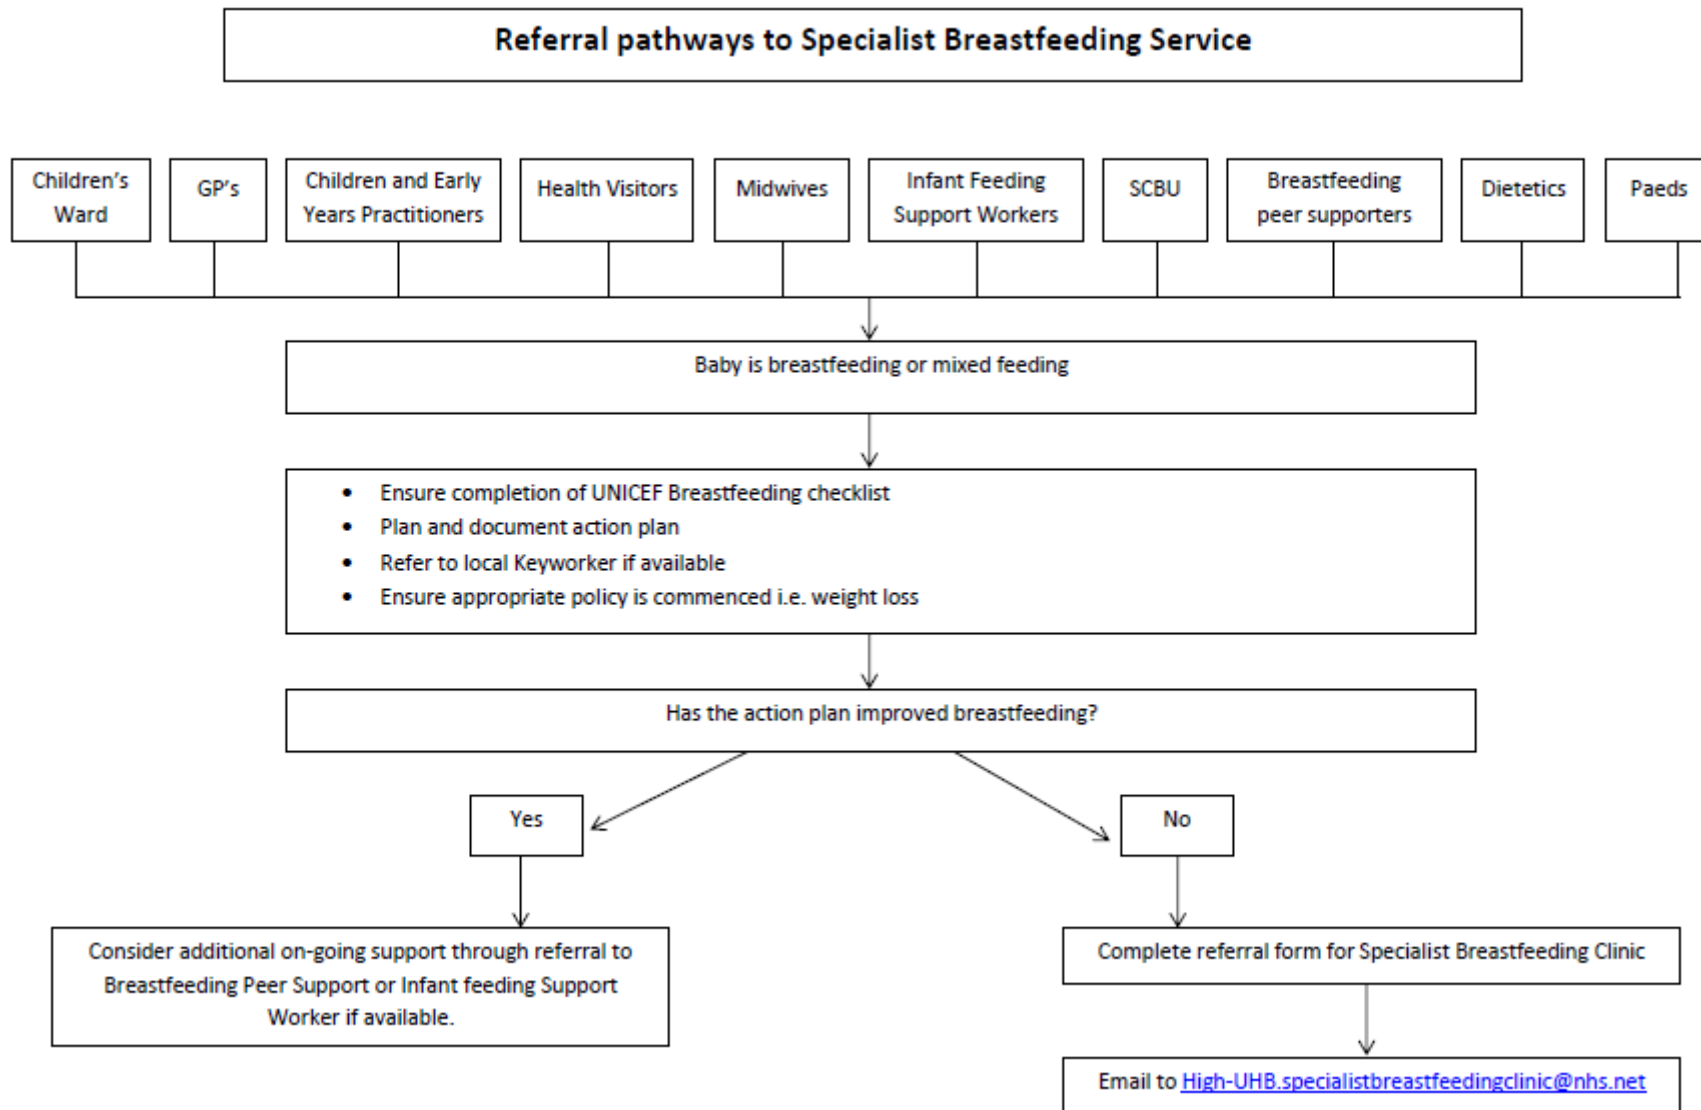 Referral pathways to Specialist Breastfeeding Service
Children's
Ward
GP's
Children and Early
Years Practitioners
Health Visitors
Midwives
Infant Feeding
Support Workers
SCBU
Breastfeeding
peer supporters
Dietetics
Paeds
Baby is breastfeeding or mixed feeding
• Ensure completion of UNICEF Breastfeeding checklist
• Plan and document action plan
• Refer to local Keyworker if available
• Ensure appropriate policy is commenced i.e. weight loss
Has the action plan improved breastfeeding?
Yes
No
Consider additional on-going support through referral to
Breastfeeding Peer Support or Infant feeding Support
Worker if available.
Complete referral form for Specialist Breastfeeding Clinic
Email to High-UHB.specialistbreastfeedingclinic@nhs.net